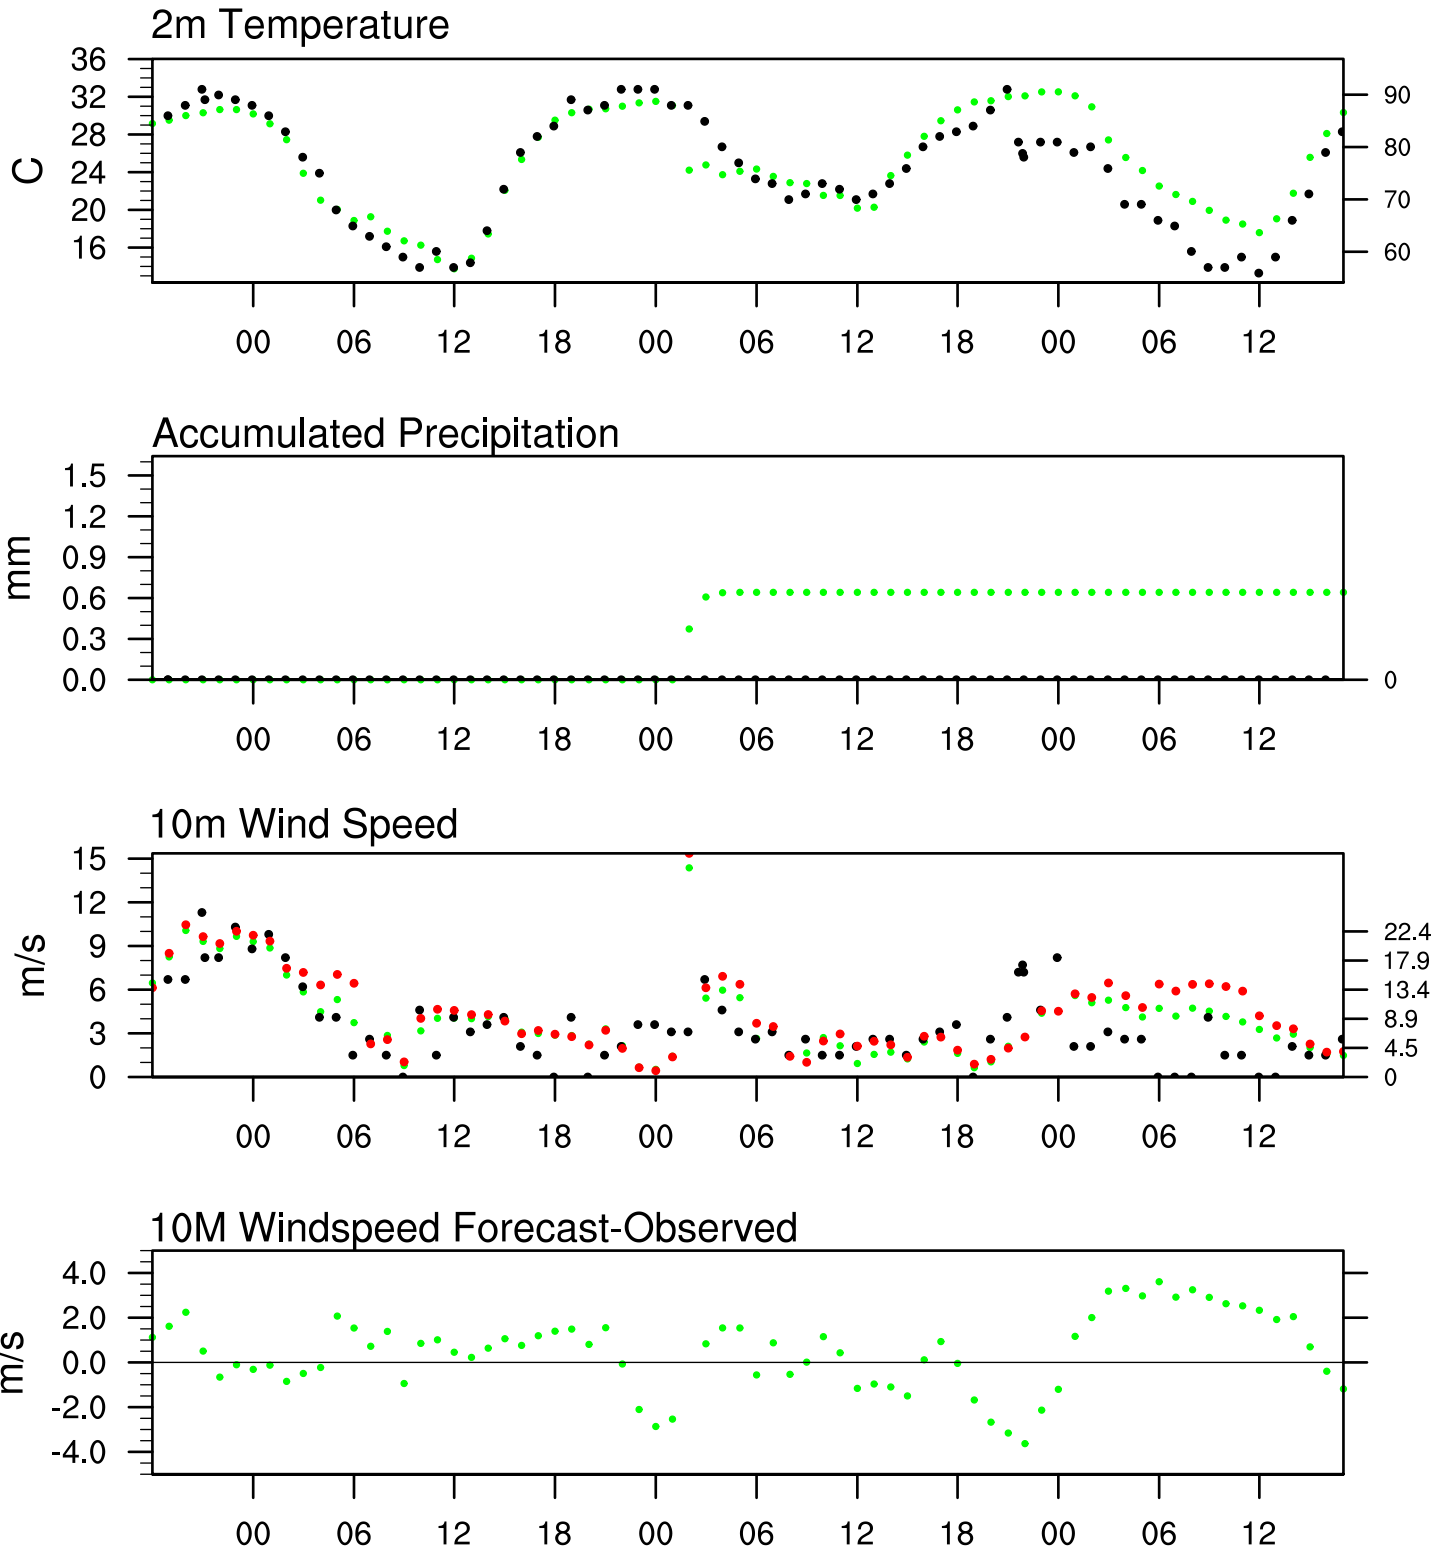 2m Temperature
36
32
28
24
20
16
C
90
80
70
60
00 06 12 18 00 06 12 18 00 06 12
Accumulated Precipitation
1.5
1.2
0.9
0.6
0.3
0.0
mm
0
00 06 12 18 00 06 12 18 00 06 12
10m Wind Speed
15
12
9
6
3
0
m/s
22.4
17.9
13.4
8.9
4.5
0
00 06 12 18 00 06 12 18 00 06 12
10M Windspeed Forecast-Observed
4.0
2.0
0.0
-2.0
-4.0
m/s
00 06 12 18 00 06 12 18 00 06 12